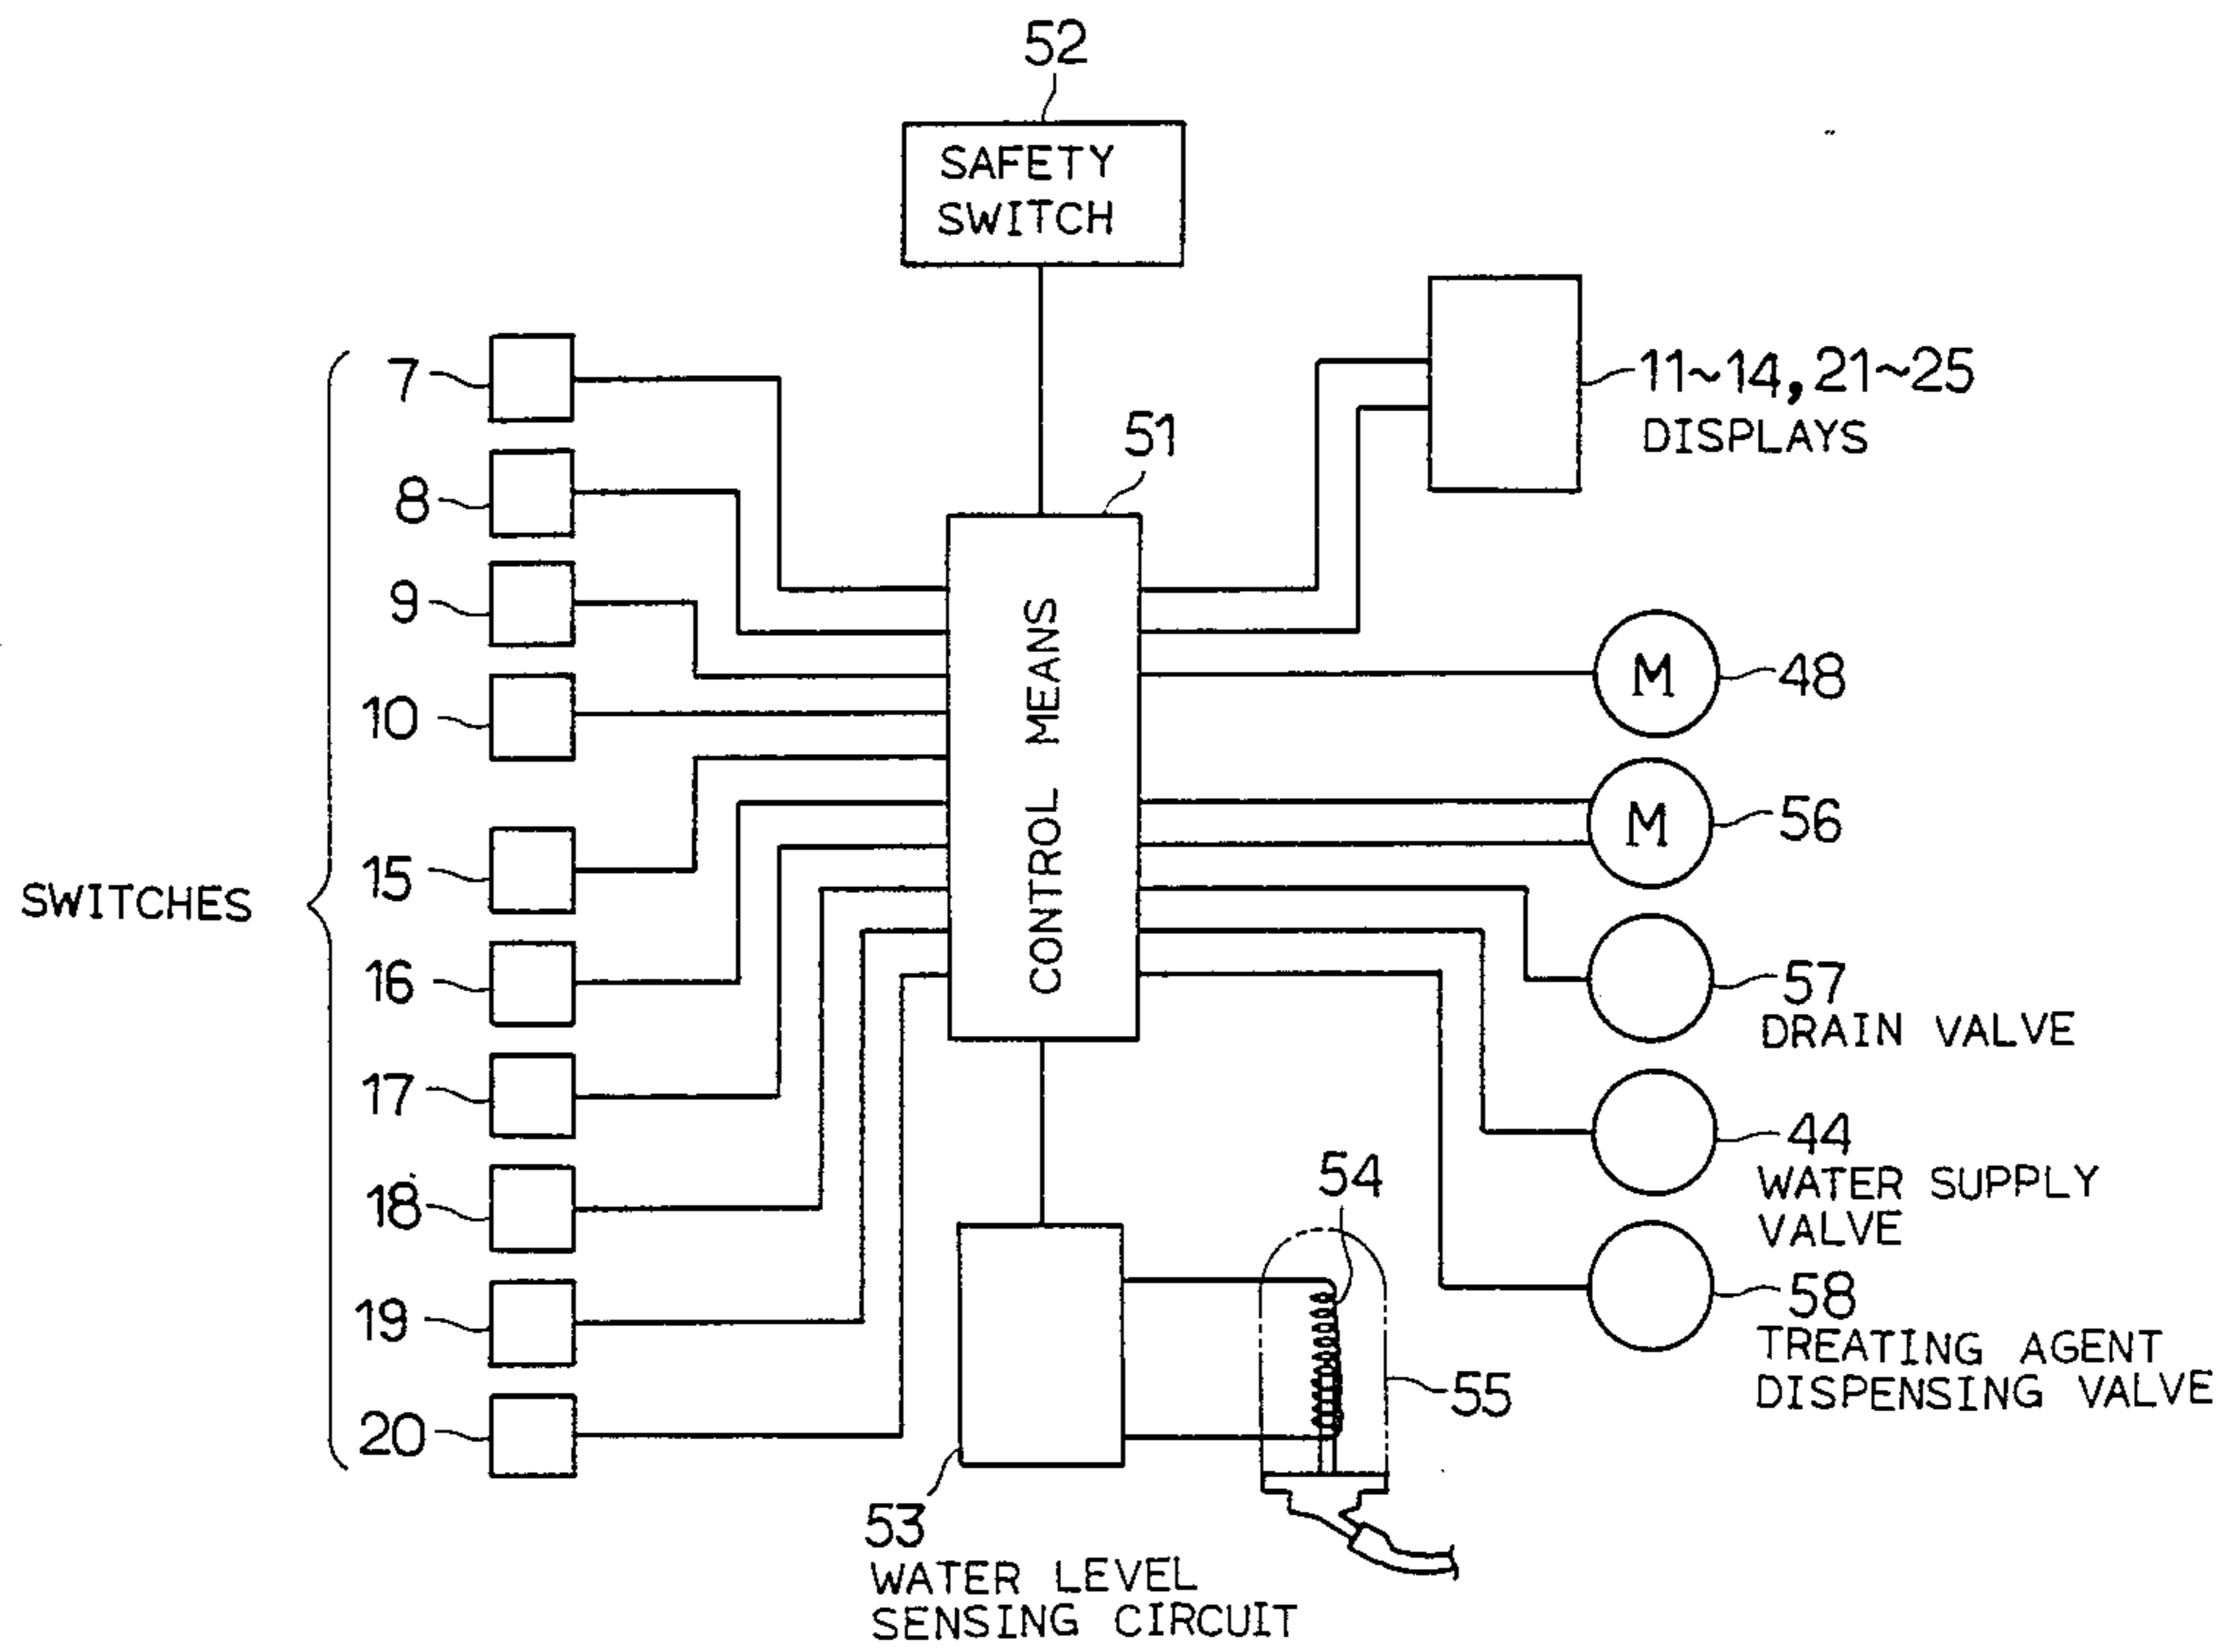 52
SAFETY
SWITCH
7
8
9
10
15
16
17
18
19
20
SWITCHES
51
CONTROL MEANS
11~14, 21~25
DISPLAYS
M
48
M
56
57
DRAIN VALVE
44
WATER SUPPLY
VALVE
58
TREATING AGENT
DISPENSING VALVE
54
55
53
WATER LEVEL
SENSING CIRCUIT